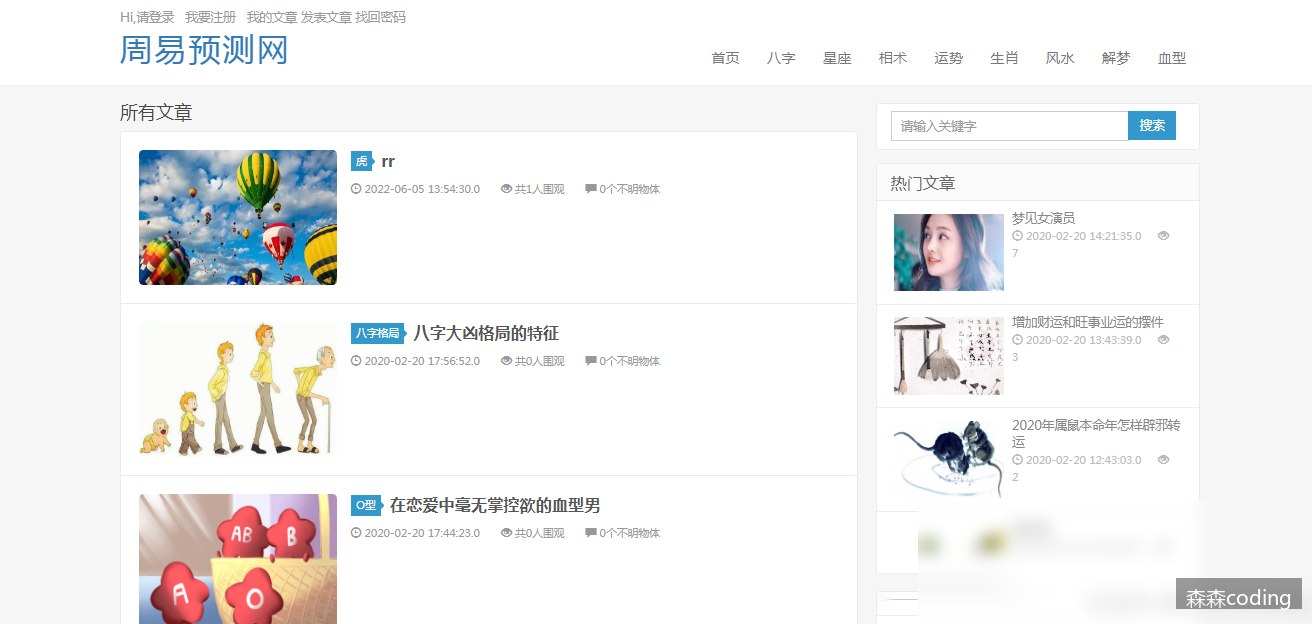 Hi,请登录 我要注册 我的文章 发表文章 找回密码
周易预测网
首页 八字 星座 相术 运势 生肖 风水 解梦 血型
所有文章
虎 rr
2022-06-05 13:54:30.0 共1人围观 0个不明物体
八字格局 八字大凶格局的特征
2020-02-20 17:56:52.0 共0人围观 0个不明物体
O型 在恋爱中毫无掌控欲的血型男
2020-02-20 17:44:23.0 共0人围观 0个不明物体
AB B
A O
请输入关键字 搜索
热门文章
梦见女演员
2020-02-20 14:21:35.0
7
增加财运和旺事业运的摆件
2020-02-20 13:43:39.0
3
2020年属鼠本命年怎样辟邪转
运
2020-02-20 12:43:03.0
2
森森coding